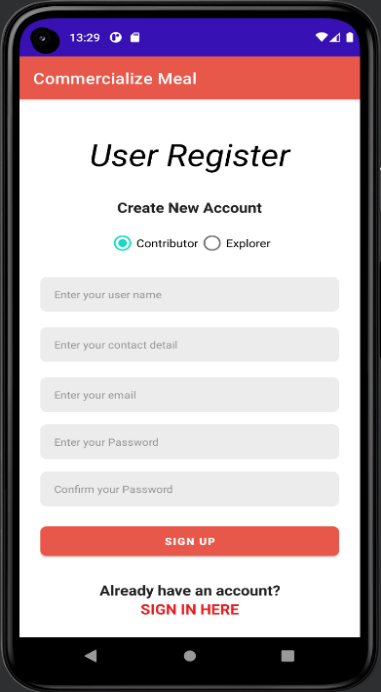 13:29
Commercialize Meal
User Register
Create New Account
Contributor Explorer
Enter your user name
Enter your contact detail
Enter your email
Enter your Password
Confirm your Password
SIGN UP
Already have an account?
SIGN IN HERE